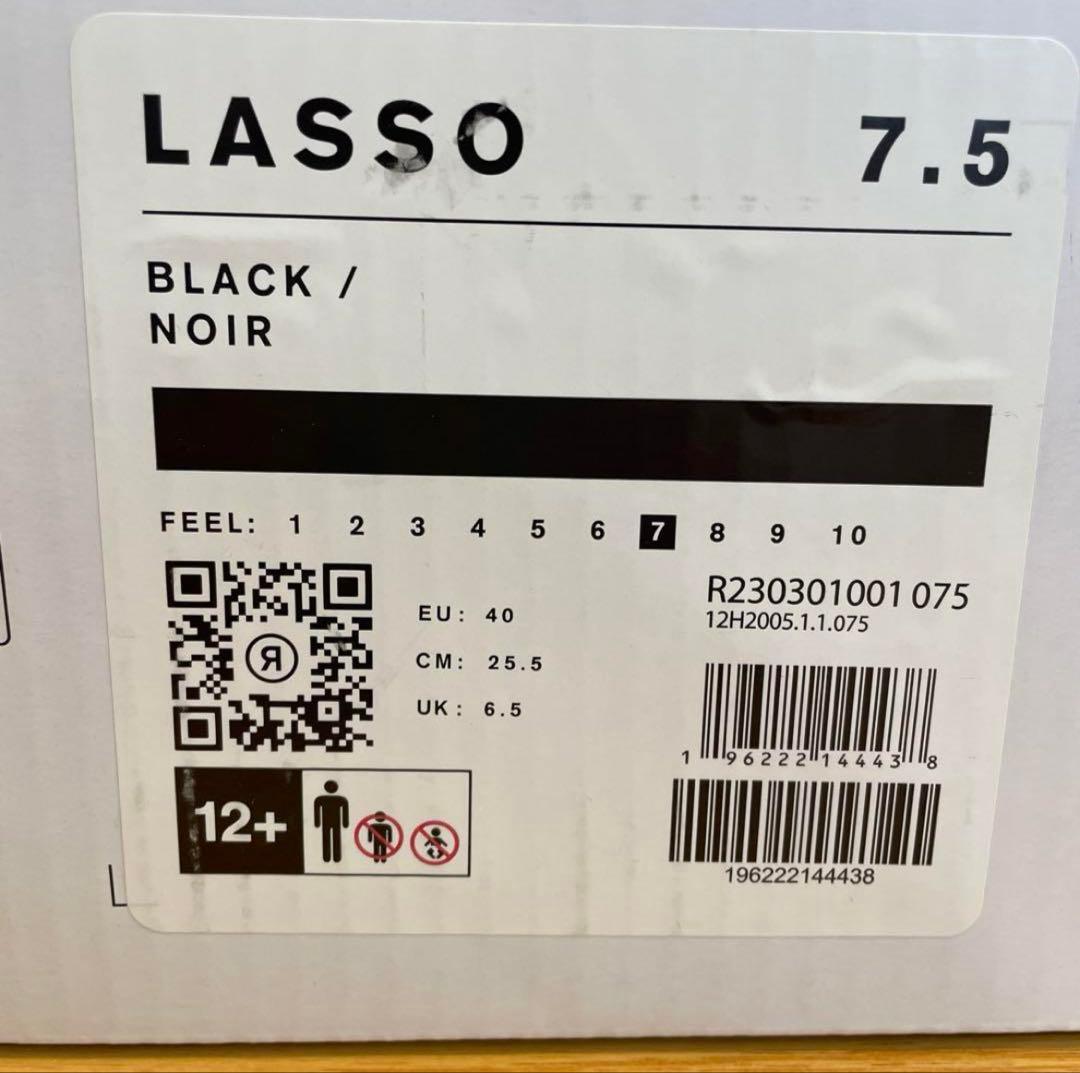 LASSO 7.5
BLACK /
NOIR
FEEL: 1 2 3 4 5 6 7 8 9 10
R230301001 075
12H2005.1.1.075
EU: 40
CM: 25.5
UK: 6.5
1 96222 14443 8
196222144438
12+